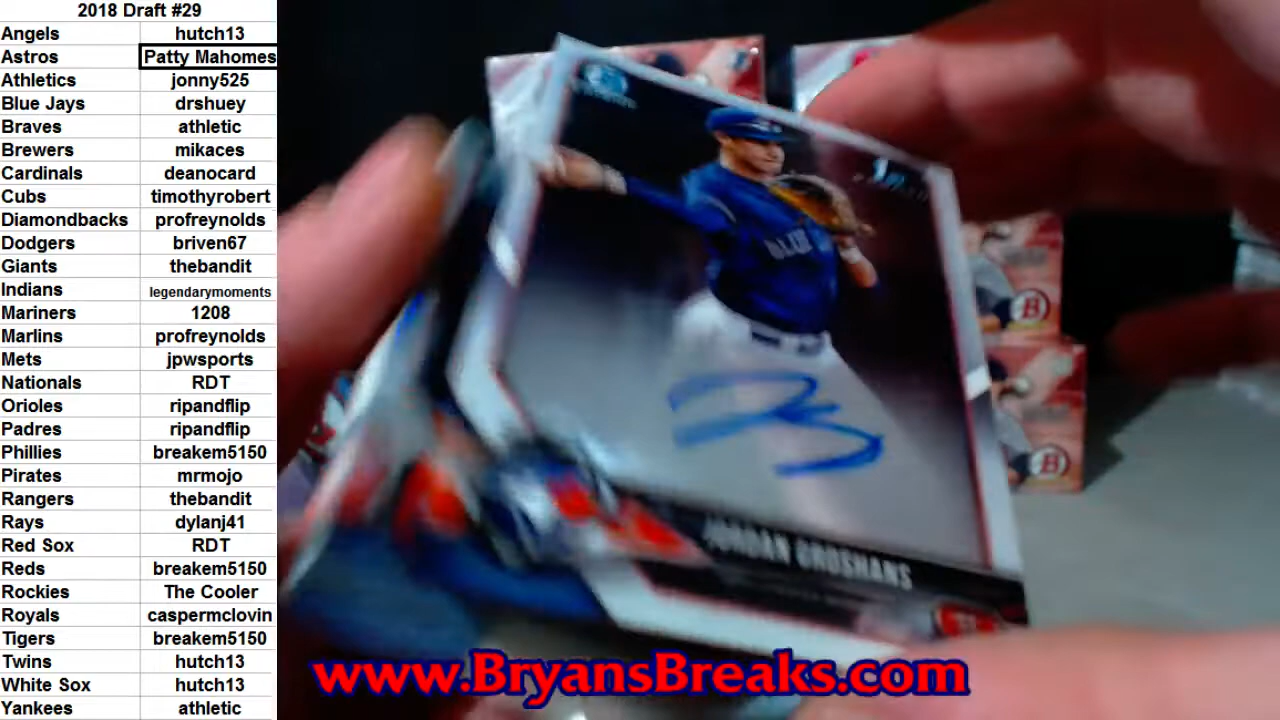 2018 Draft #29
Angels hutch13
Astros Patty Mahomes
Athletics jonny525
Blue Jays drshuey
Braves athletic
Brewers mikaces
Cardinals deanocard
Cubs timothyrobert
Diamondbacks profreynolds
Dodgers briven67
Giants thebandit
Indians legendarymoments
Mariners 1208
Marlins profreynolds
Mets jpwsports
Nationals RDT
Orioles ripandflip
Padres ripandflip
Phillies breakem5150
Pirates mrmojo
Rangers thebandit
Rays dylanj41
Red Sox RDT
Reds breakem5150
Rockies The Cooler
Royals caspermclovin
Tigers breakem5150
Twins hutch13
White Sox hutch13
Yankees athletic
BLUE
JORDAN GROSHANS
B
B
www.BryansBreaks.com